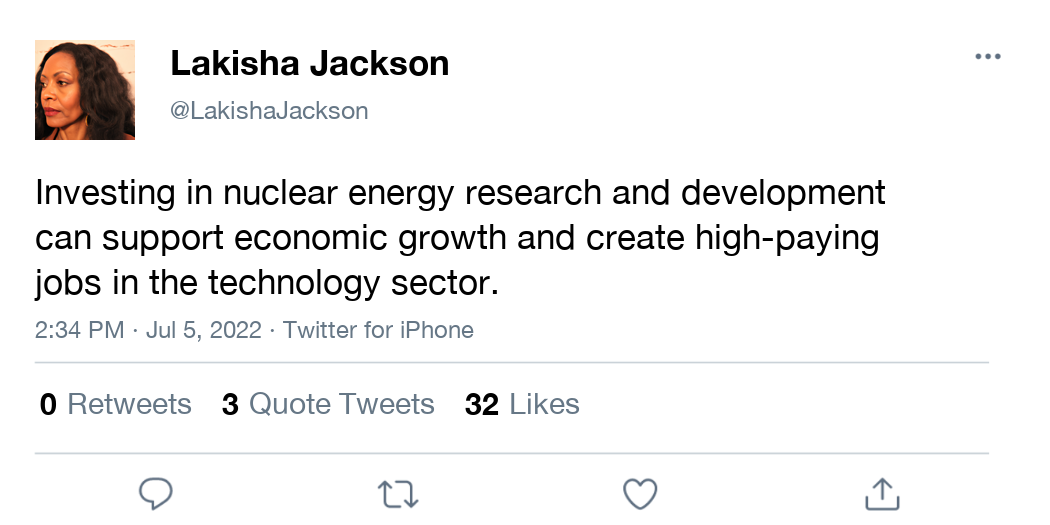 Lakisha Jackson
@LakishaJackson
Investing in nuclear energy research and development
can support economic growth and create high-paying
jobs in the technology sector.
2:34 PM · Jul 5, 2022 · Twitter for iPhone
0 Retweets 3 Quote Tweets 32 Likes